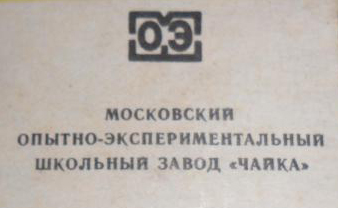 ОЭ
МОСКОВСКИЙ
ОПЫТНО-ЭКСПЕРИМЕНТАЛЬНЫЙ
ШКОЛЬНЫЙ ЗАВОД «ЧАЙКА»